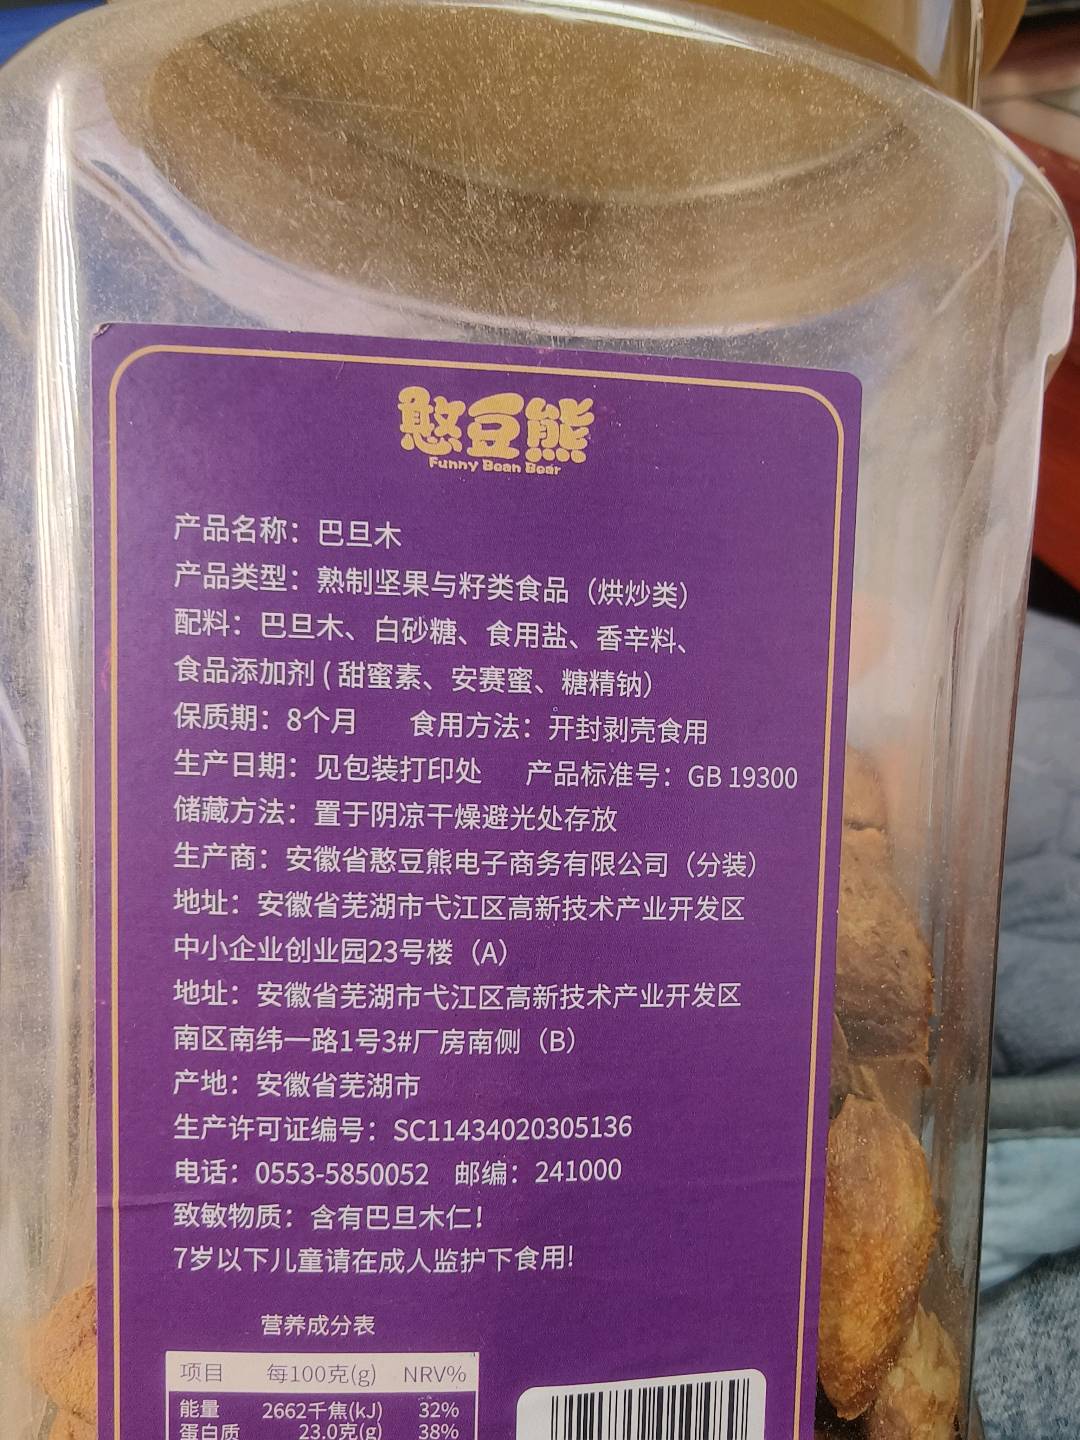 憨豆熊
Funny Bean Bear
产品名称：巴旦木
产品类型：熟制坚果与籽类食品（烘炒类）
配料：巴旦木、白砂糖、食用盐、香辛料、
食品添加剂 ( 甜蜜素、安赛蜜、糖精钠）
保质期：8个月 食用方法：开封剥壳食用
生产日期：见包装打印处 产品标准号：GB 19300
储藏方法：置于阴凉干燥避光处存放
生产商：安徽省憨豆熊电子商务有限公司（分装）
地址：安徽省芜湖市弋江区高新技术产业开发区
中小企业创业园23号楼（A）
地址：安徽省芜湖市弋江区高新技术产业开发区
南区南纬一路1号3#厂房南侧（B）
产地：安徽省芜湖市
生产许可证编号：SC11434020305136
电话：0553-5850052 邮编：241000
致敏物质：含有巴旦木仁！
7岁以下儿童请在成人监护下食用!
营养成分表
项目 每100克(g) NRV%
能量 2662千焦(kJ) 32%
蛋白质 23.0克(g) 38%